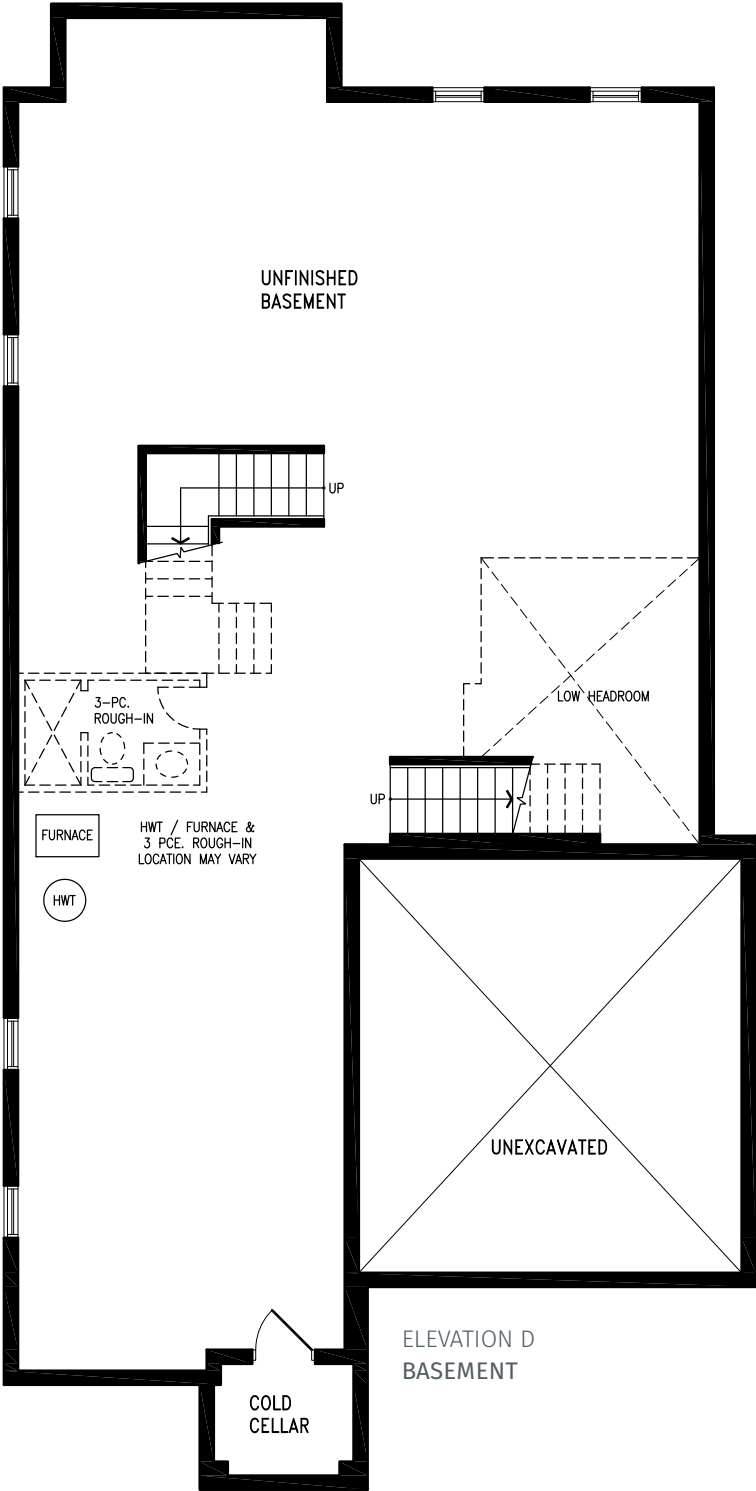 UNFINISHED
BASEMENT
UP
3-PC.
ROUGH-IN
LOW HEADROOM
UP
FURNACE
HWT / FURNACE &
3 PCE. ROUGH-IN
LOCATION MAY VARY
HWT
UNEXCAVATED
ELEVATION D
BASEMENT
COLD
CELLAR